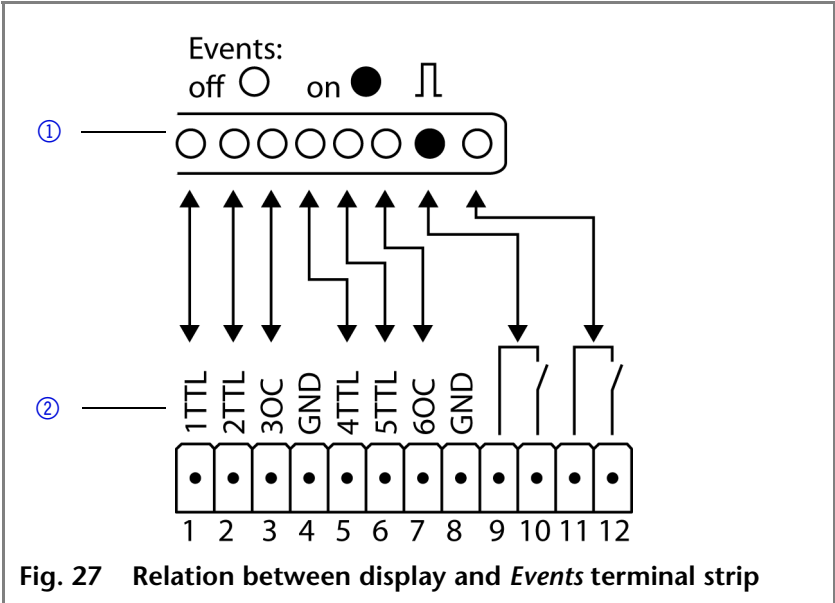 Events:
off on
①
②
1TTL 2TTL 3OC GND 4TTL 5TTL 6OC GND
1 2 3 4 5 6 7 8 9 10 11 12
Fig. 27 Relation between display and Events terminal strip